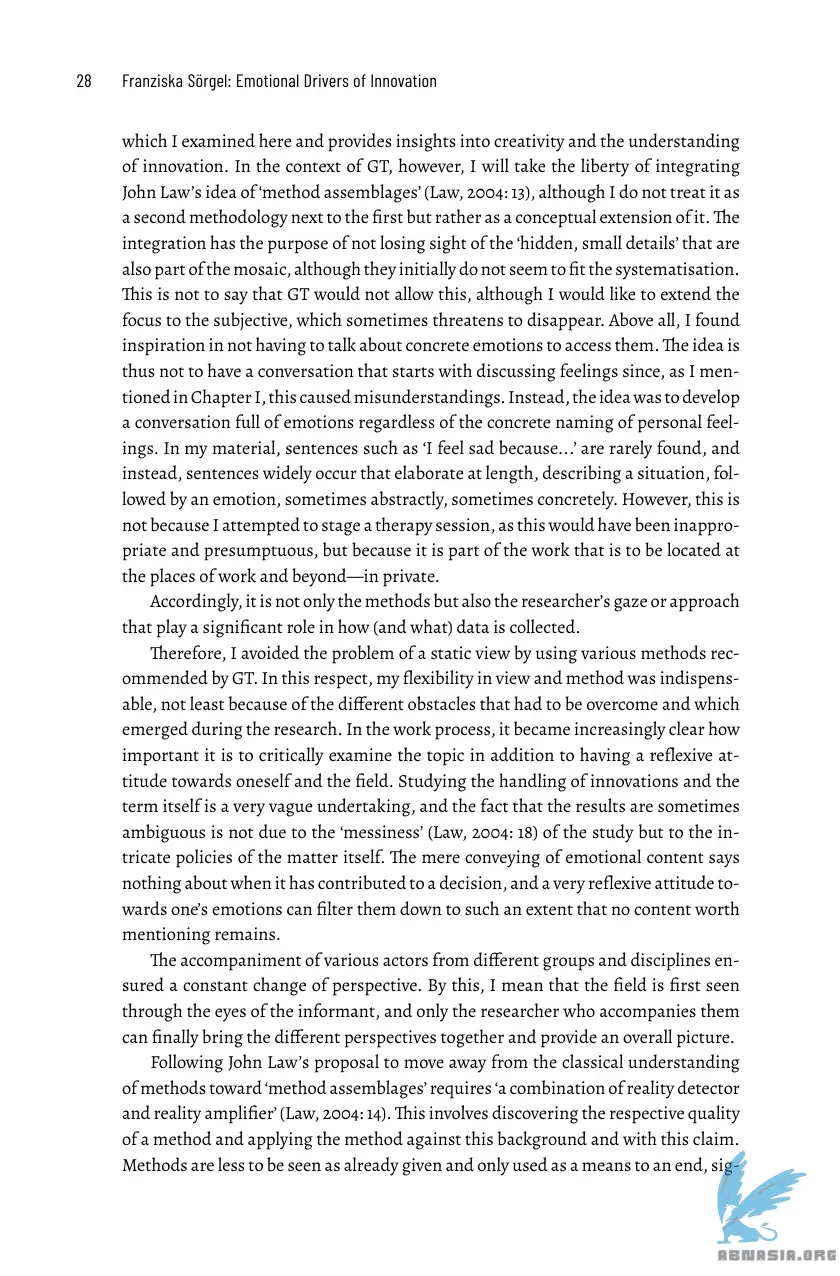 28 Franziska Sörgel: Emotional Drivers of Innovation
which I examined here and provides insights into creativity and the understanding
of innovation. In the context of GT, however, I will take the liberty of integrating
John Law’s idea of ‘method assemblages’ (Law, 2004: 13), although I do not treat it as
a second methodology next to the first but rather as a conceptual extension of it. The
integration has the purpose of not losing sight of the ‘hidden, small details’ that are
also part of the mosaic, although they initially do not seem to fit the systematisation.
This is not to say that GT would not allow this, although I would like to extend the
focus to the subjective, which sometimes threatens to disappear. Above all, I found
inspiration in not having to talk about concrete emotions to access them. The idea is
thus not to have a conversation that starts with discussing feelings since, as I men-
tioned in Chapter I, this caused misunderstandings. Instead, the idea was to develop
a conversation full of emotions regardless of the concrete naming of personal feel-
ings. In my material, sentences such as ‘I feel sad because…’ are rarely found, and
instead, sentences widely occur that elaborate at length, describing a situation, fol-
lowed by an emotion, sometimes abstractly, sometimes concretely. However, this is
not because I attempted to stage a therapy session, as this would have been inappro-
priate and presumptuous, but because it is part of the work that is to be located at
the places of work and beyond—in private.
Accordingly, it is not only the methods but also the researcher’s gaze or approach
that play a significant role in how (and what) data is collected.
Therefore, I avoided the problem of a static view by using various methods rec-
ommended by GT. In this respect, my flexibility in view and method was indispens-
able, not least because of the different obstacles that had to be overcome and which
emerged during the research. In the work process, it became increasingly clear how
important it is to critically examine the topic in addition to having a reflexive at-
titude towards oneself and the field. Studying the handling of innovations and the
term itself is a very vague undertaking, and the fact that the results are sometimes
ambiguous is not due to the ‘messiness’ (Law, 2004: 18) of the study but to the in-
tricate policies of the matter itself. The mere conveying of emotional content says
nothing about when it has contributed to a decision, and a very reflexive attitude to-
wards one’s emotions can filter them down to such an extent that no content worth
mentioning remains.
The accompaniment of various actors from different groups and disciplines en-
sured a constant change of perspective. By this, I mean that the field is first seen
through the eyes of the informant, and only the researcher who accompanies them
can finally bring the different perspectives together and provide an overall picture.
Following John Law’s proposal to move away from the classical understanding
of methods toward ‘method assemblages’ requires ‘a combination of reality detector
and reality amplifier’ (Law, 2004: 14). This involves discovering the respective quality
of a method and applying the method against this background and with this claim.
Methods are less to be seen as already given and only used as a means to an end, sig-
ABNASIA.ORG